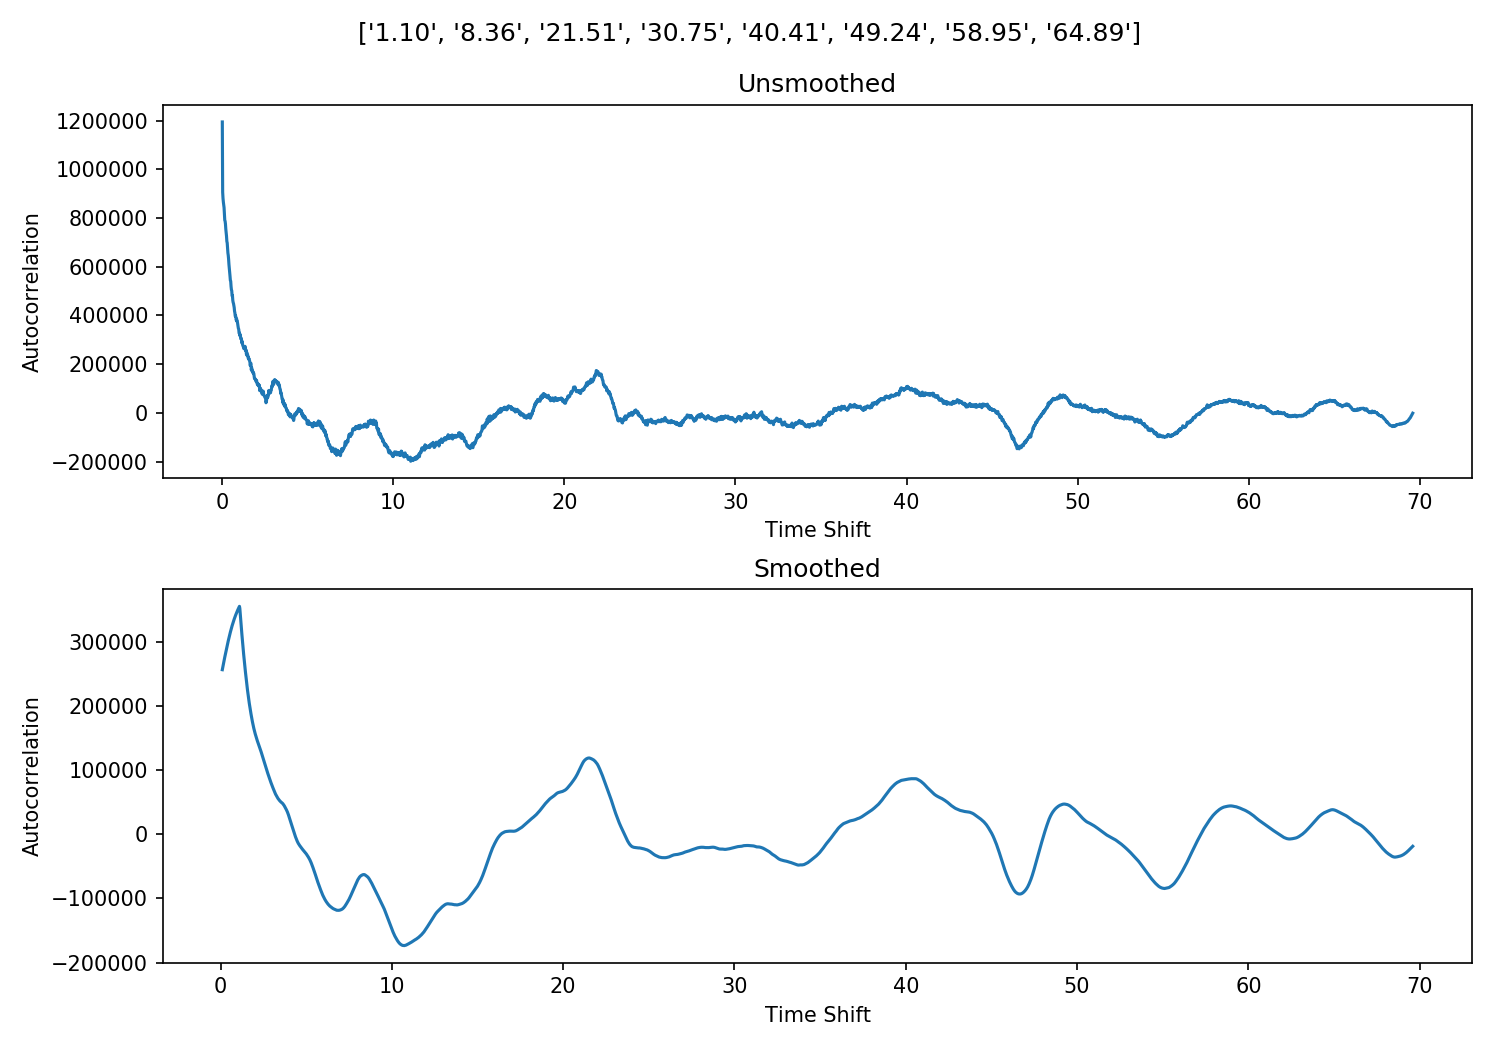 ['1.10', '8.36', '21.51', '30.75', '40.41', '49.24', '58.95', '64.89']
Unsmoothed
1200000
1000000
800000
600000
400000
200000
0
−200000
Autocorrelation
0 10 20 30 40 50 60 70
Time Shift
Smoothed
300000
200000
100000
0
−100000
−200000
Autocorrelation
0 10 20 30 40 50 60 70
Time Shift